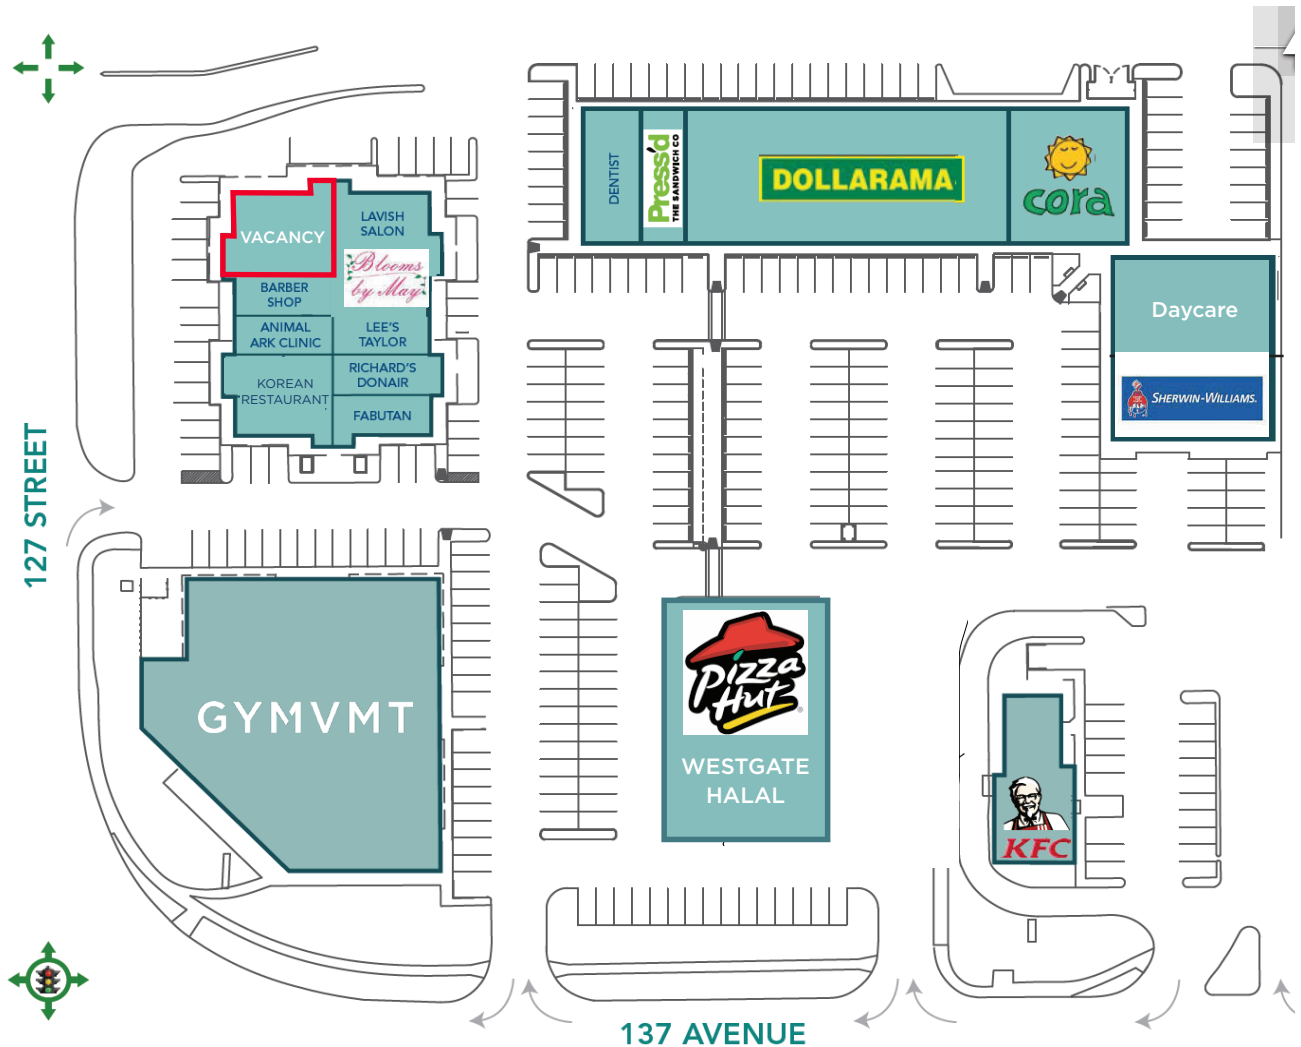 DENTIST
Press'd
THE SANDWICH CO
DOLLARAMA
cora
VACANCY
LAVISH
SALON
Blooms
by May
BARBER
SHOP
ANIMAL
ARK CLINIC
LEE'S
TAYLOR
KOREAN
RESTAURANT
RICHARD'S
DONAIR
FABUTAN
Daycare
SHERWIN-WILLIAMS.
127 STREET
GYMVMT
Pizza
Hut
WESTGATE
HALAL
KFC
137 AVENUE